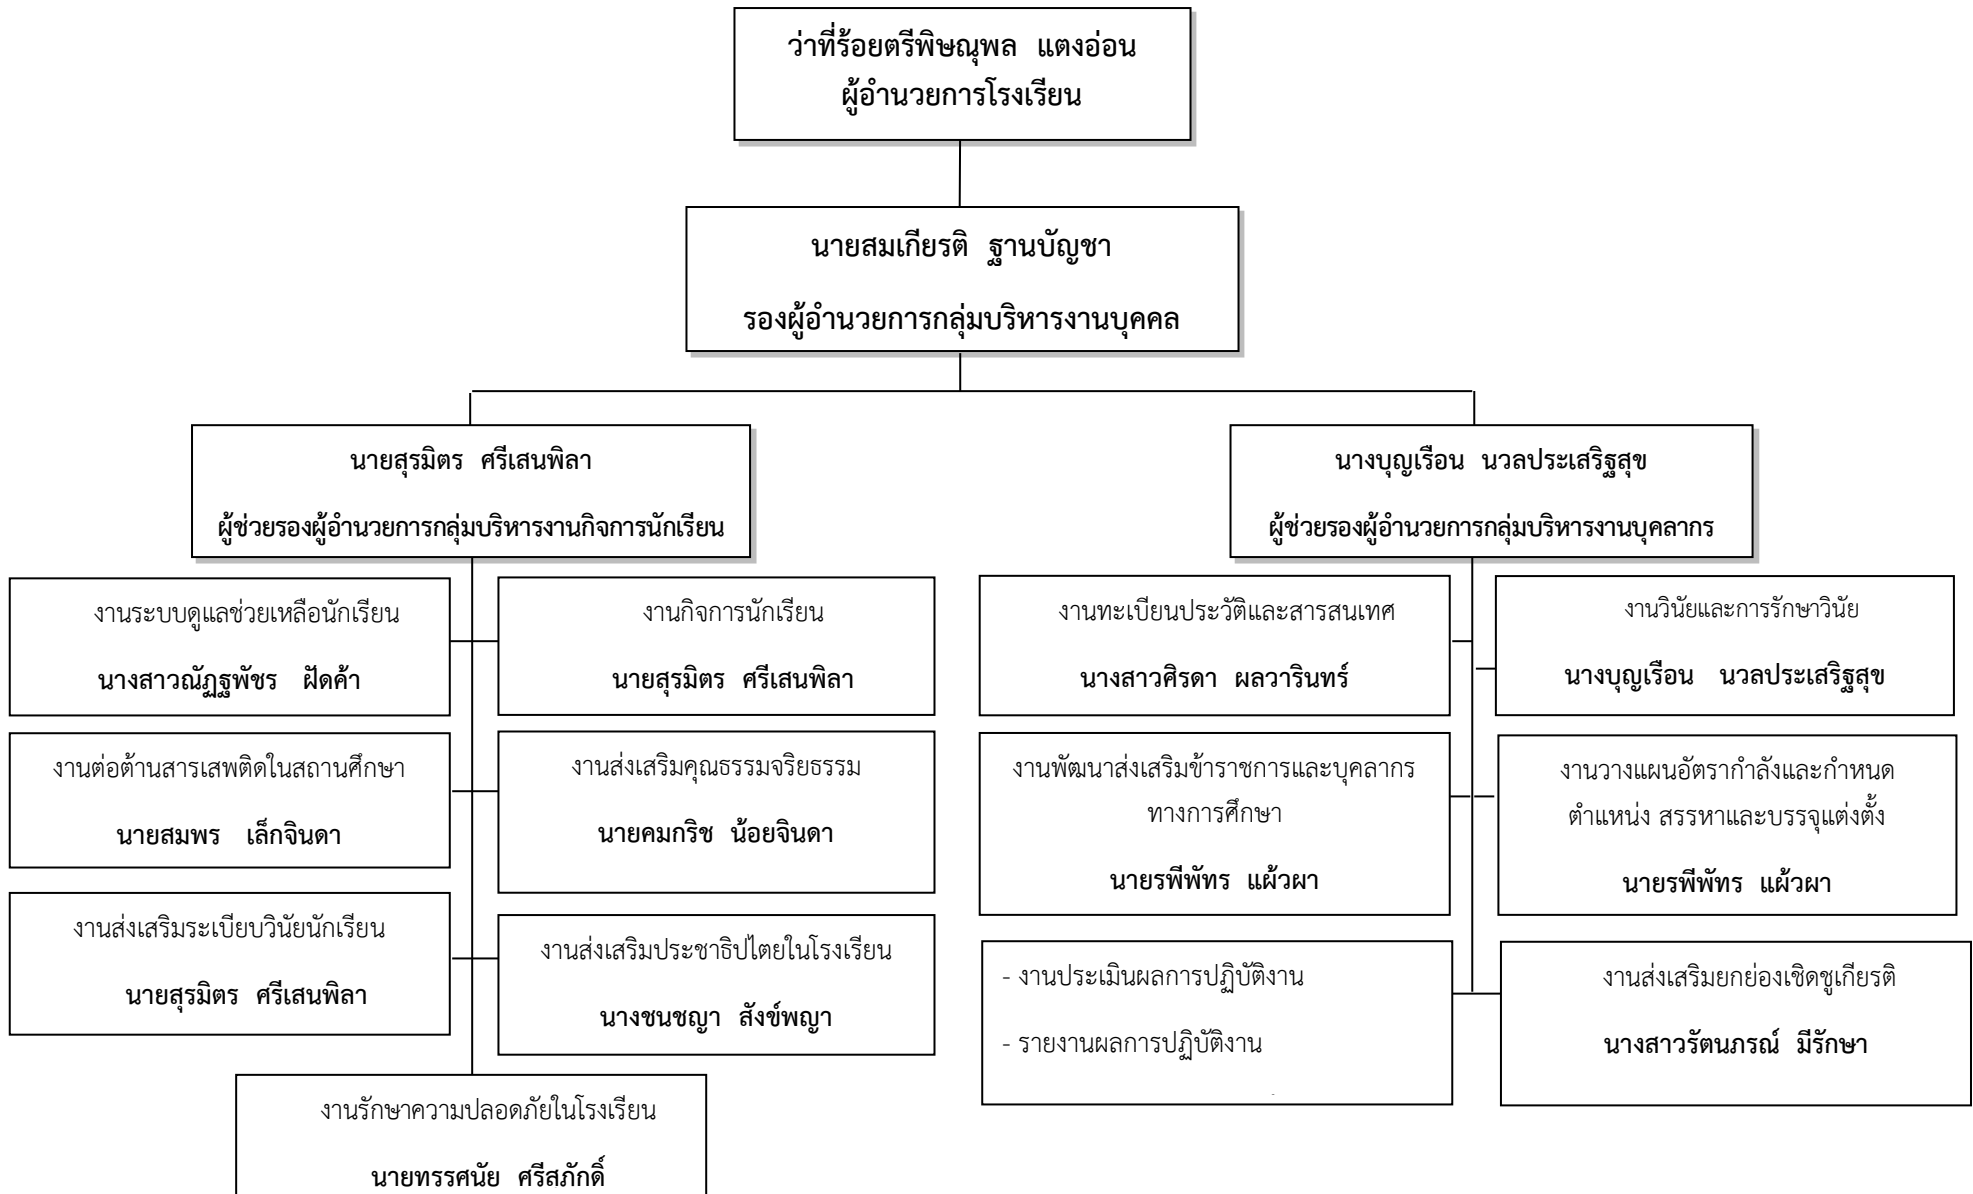 ว่าที่ร้อยตรีพิษณุพล แตงอ่อน
ผู้อำนวยการโรงเรียน
นายสมเกียรติ ฐานบัญชา
รองผู้อำนวยการกลุ่มบริหารงานบุคคล
นายสุรมิตร ศรีเสนพิลา
ผู้ช่วยรองผู้อำนวยการกลุ่มบริหารงานกิจการนักเรียน
นางบุญเรือน นวลประเสริฐสุข
ผู้ช่วยรองผู้อำนวยการกลุ่มบริหารงานบุคลากร
งานระบบดูแลช่วยเหลือนักเรียน
นางสาวณัฏฐพัชร ฝัดค้า
งานกิจการนักเรียน
นายสุรมิตร ศรีเสนพิลา
งานต่อต้านสารเสพติดในสถานศึกษา
นายสมพร เล็กจินดา
งานส่งเสริมคุณธรรมจริยธรรม
นายคมกริช น้อยจินดา
งานส่งเสริมระเบียบวินัยนักเรียน
นายสุรมิตร ศรีเสนพิลา
งานส่งเสริมประชาธิปไตยในโรงเรียน
นางชนชญา สังข์พญา
งานรักษาความปลอดภัยในโรงเรียน
นายทรรศนัย ศรีสภักดิ์
งานทะเบียนประวัติและสารสนเทศ
นางสาวศิรดา ผลวารินทร์
งานวินัยและการรักษาวินัย
นางบุญเรือน นวลประเสริฐสุข
งานพัฒนาส่งเสริมข้าราชการและบุคลากร
ทางการศึกษา
นายรพีพัทร แผ้วผา
งานวางแผนอัตรากำลังและกำหนด
ตำแหน่ง สรรหาและบรรจุแต่งตั้ง
นายรพีพัทร แผ้วผา
- งานประเมินผลการปฏิบัติงาน
- รายงานผลการปฏิบัติงาน
งานส่งเสริมยกย่องเชิดชูเกียรติ
นางสาวรัตนภรณ์ มีรักษา